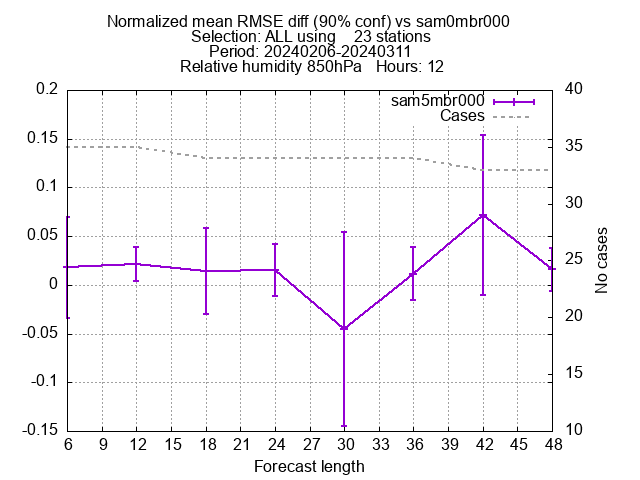 Normalized mean RMSE diff (90% conf) vs sam0mbr000
Selection: ALL using    23 stations
Period: 20240206-20240311
Relative humidity 850hPa   Hours: 12
sam5mbr000
Cases
0.2
0.15
0.1
0.05
0
-0.05
-0.1
-0.15
40
35
30
25
20
15
10
No cases
6 9 12 15 18 21 24 27 30 33 36 39 42 45 48
Forecast length